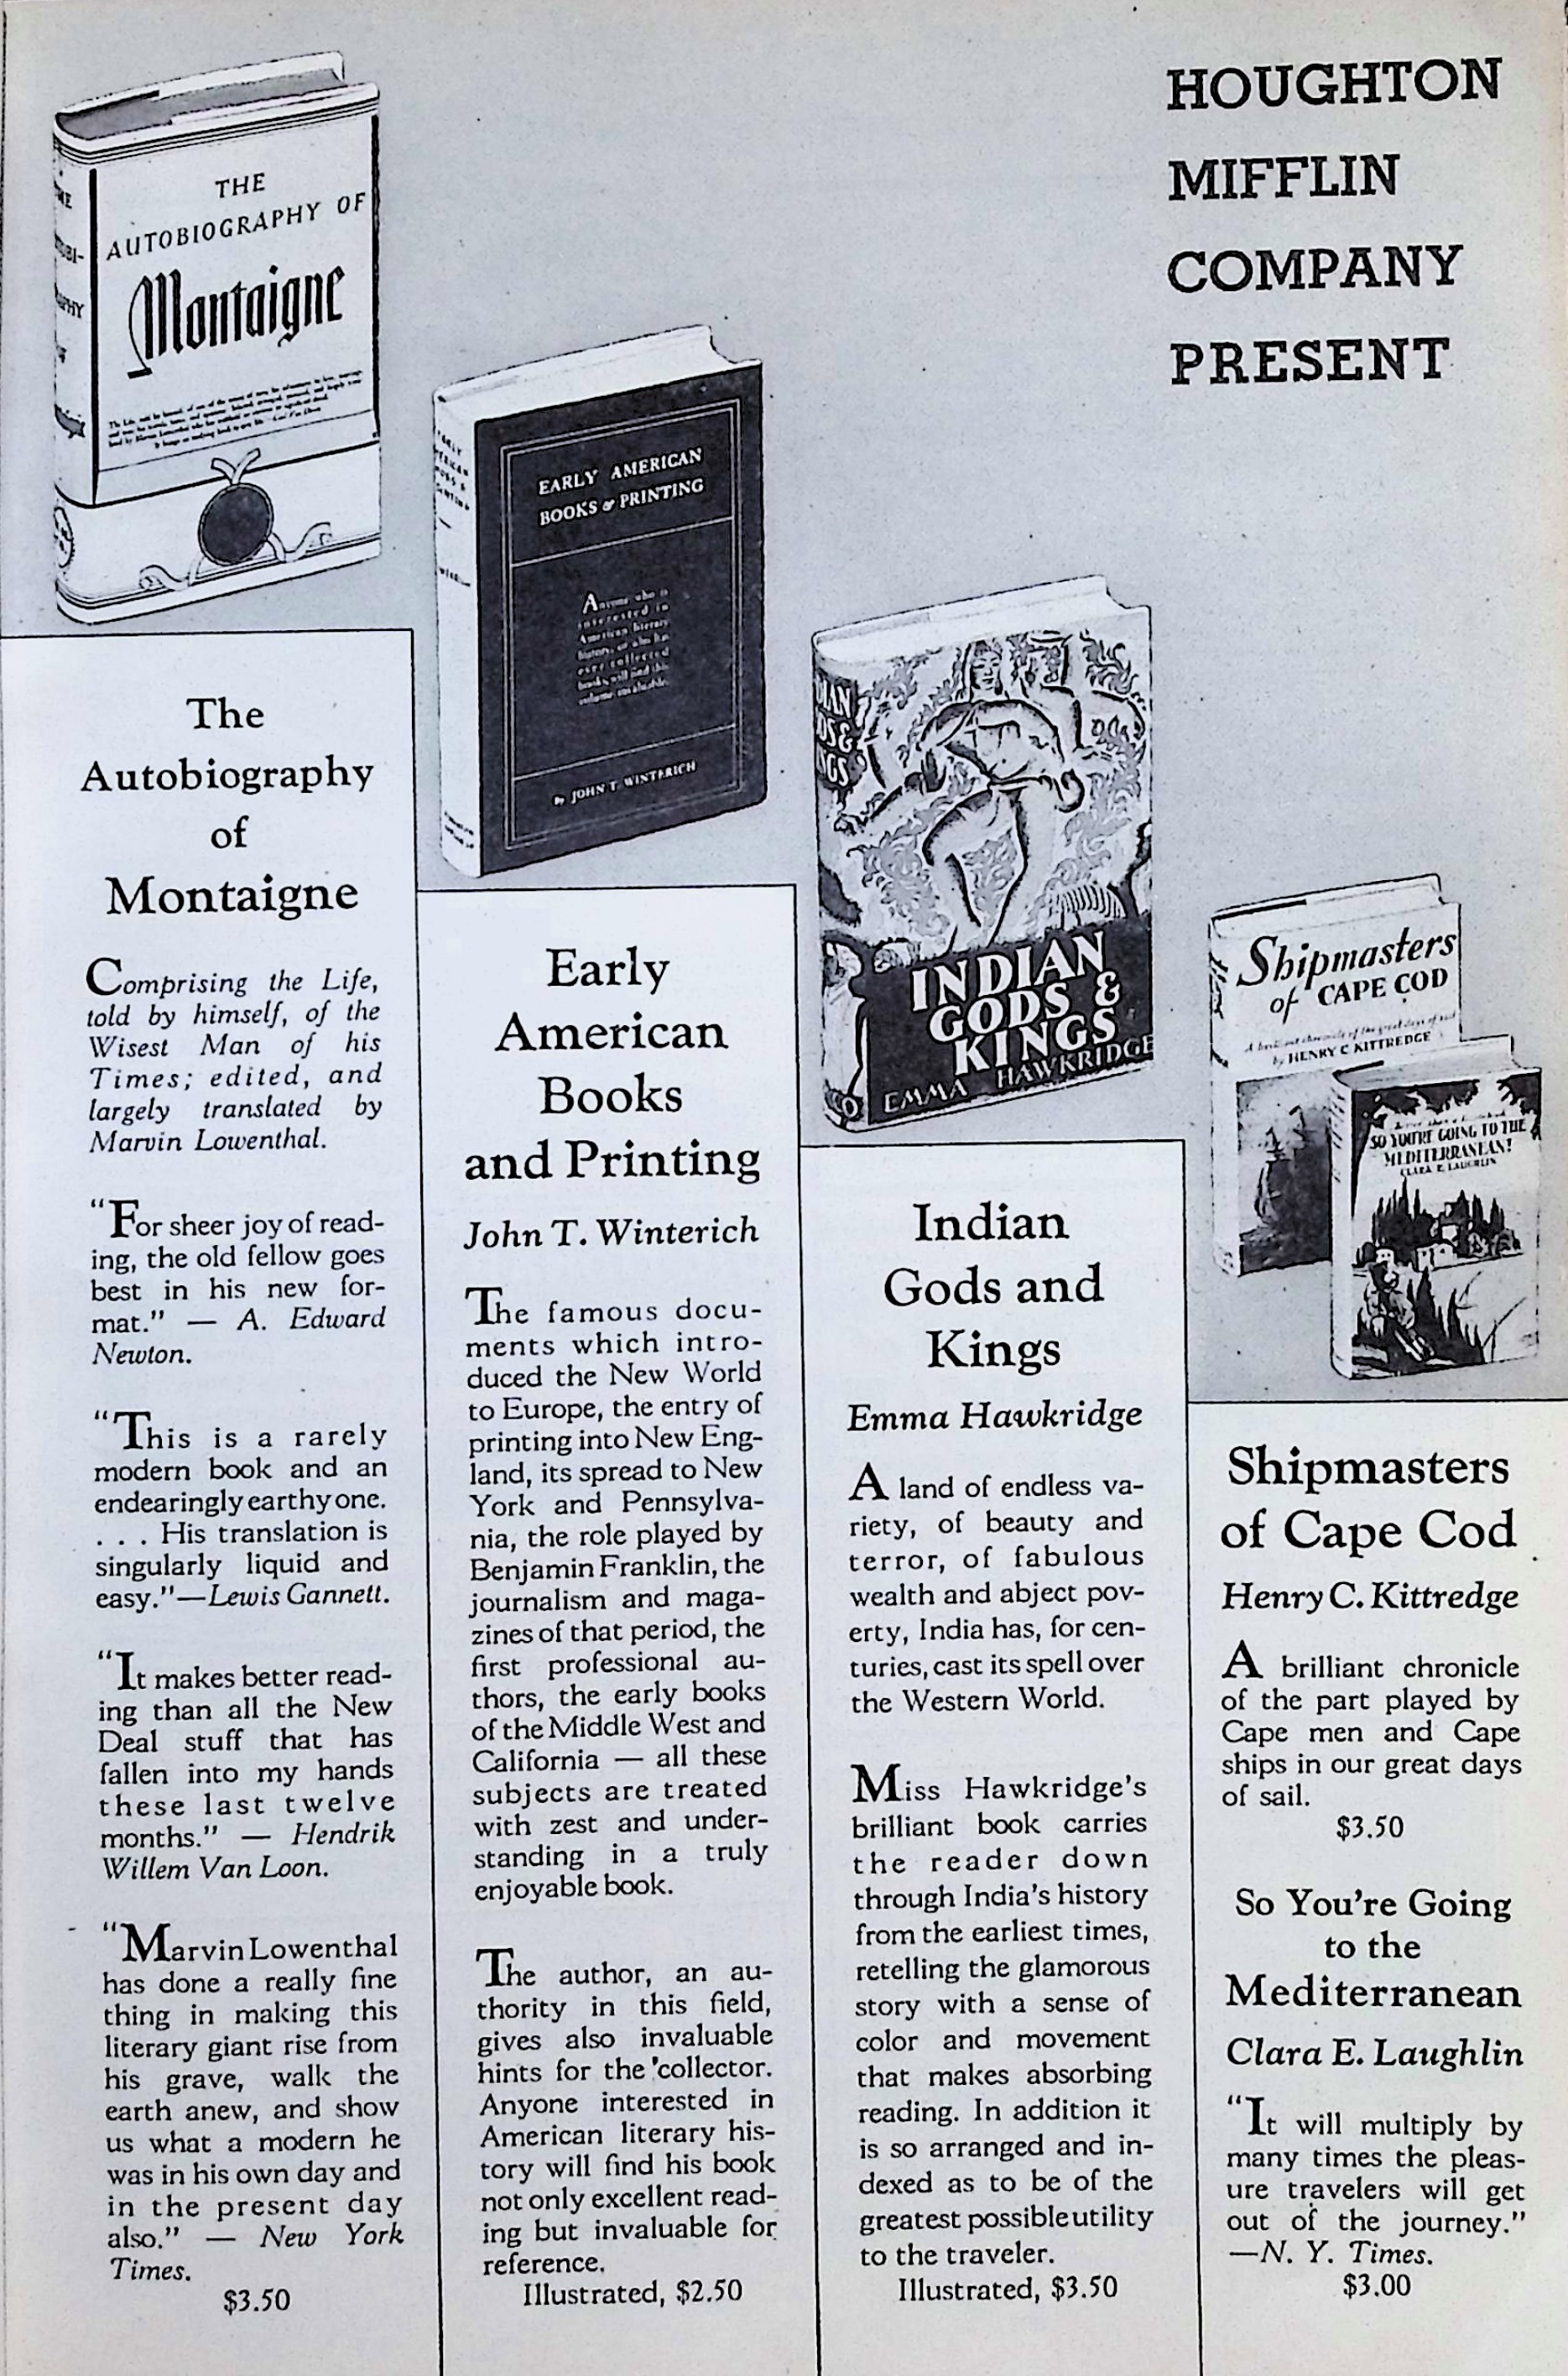 HOUGHTON
MIFFLIN
COMPANY
PRESENT
THE
AUTOBIOGRAPHY OF
Montaigne
EARLY AMERICAN
BOOKS & PRINTING
Anyone who is
interested in
American literary
history, or who has
ever collected
books, will find this
volume invaluable.
By JOHN T. WINTERICH
INDIAN
GODS &
KINGS
EMMA HAWKRIDGE
Shipmasters
of CAPE COD
by HENRY C KITTREDGE
SO YOU'RE GOING TO THE
MEDITERRANEAN!
CLARA E. LAUGHLIN
The
Autobiography
of
Montaigne
Comprising the Life,
told by himself, of the
Wisest Man of his
Times; edited, and
largely translated by
Marvin Lowenthal.
"For sheer joy of read-
ing, the old fellow goes
best in his new for-
mat." — A. Edward
Newton.
"This is a rarely
modern book and an
endearingly earthy one.
. . . His translation is
singularly liquid and
easy."—Lewis Gannett.
"It makes better read-
ing than all the New
Deal stuff that has
fallen into my hands
these last twelve
months." — Hendrik
Willem Van Loon.
"Marvin Lowenthal
has done a really fine
thing in making this
literary giant rise from
his grave, walk the
earth anew, and show
us what a modern he
was in his own day and
in the present day
also." — New York
Times.
$3.50
Early
American
Books
and Printing
John T. Winterich
The famous docu-
ments which intro-
duced the New World
to Europe, the entry of
printing into New Eng-
land, its spread to New
York and Pennsylva-
nia, the role played by
Benjamin Franklin, the
journalism and maga-
zines of that period, the
first professional au-
thors, the early books
of the Middle West and
California — all these
subjects are treated
with zest and under-
standing in a truly
enjoyable book.
The author, an au-
thority in this field,
gives also invaluable
hints for the collector.
Anyone interested in
American literary his-
tory will find his book
not only excellent read-
ing but invaluable for
reference.
Illustrated, $2.50
Indian
Gods and
Kings
Emma Hawkridge
A land of endless va-
riety, of beauty and
terror, of fabulous
wealth and abject pov-
erty, India has, for cen-
turies, cast its spell over
the Western World.
Miss Hawkridge's
brilliant book carries
the reader down
through India's history
from the earliest times,
retelling the glamorous
story with a sense of
color and movement
that makes absorbing
reading. In addition it
is so arranged and in-
dexed as to be of the
greatest possible utility
to the traveler.
Illustrated, $3.50
Shipmasters
of Cape Cod
Henry C. Kittredge
A brilliant chronicle
of the part played by
Cape men and Cape
ships in our great days
of sail.
$3.50
So You're Going
to the
Mediterranean
Clara E. Laughlin
"It will multiply by
many times the pleas-
ure travelers will get
out of the journey."
—N. Y. Times.
$3.00